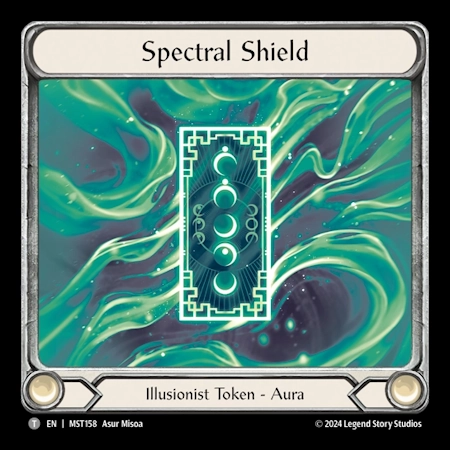 Spectral Shield
Illusionist Token - Aura
T EN | MST158 Asur Misoa © 2024 Legend Story Studios